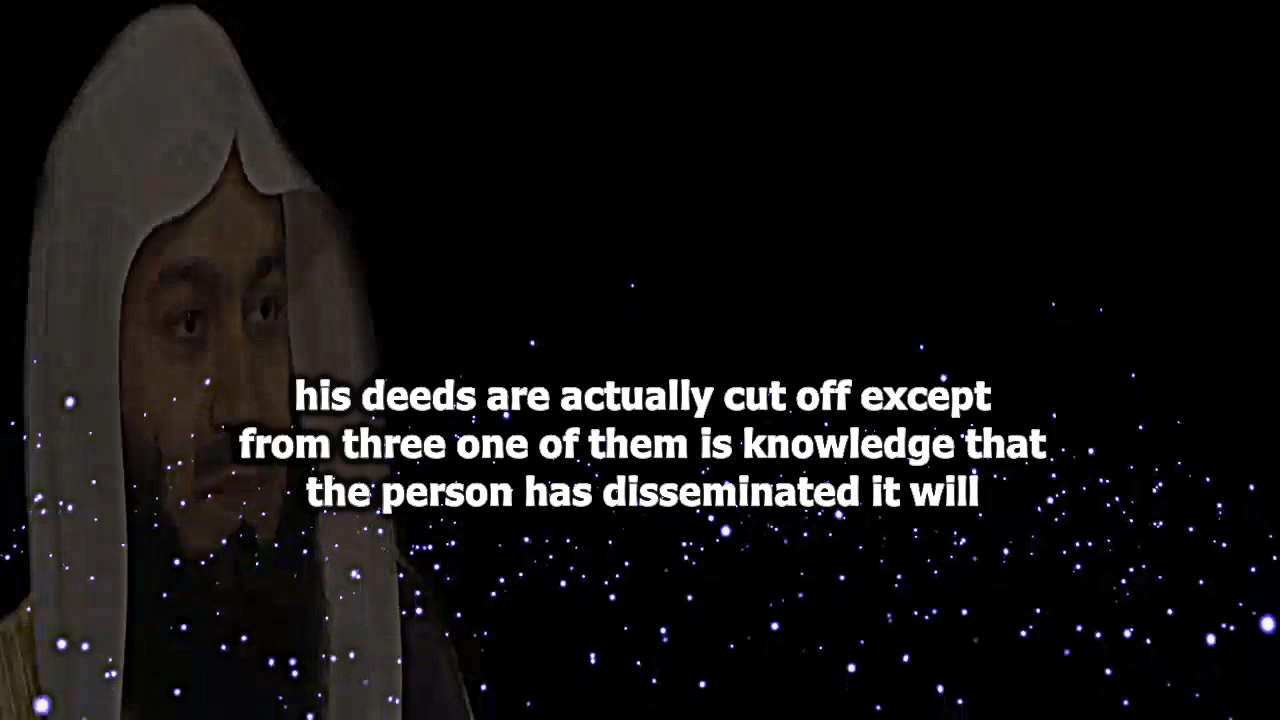 his deeds are actually cut off except
from three one of them is knowledge that
the person has disseminated it will